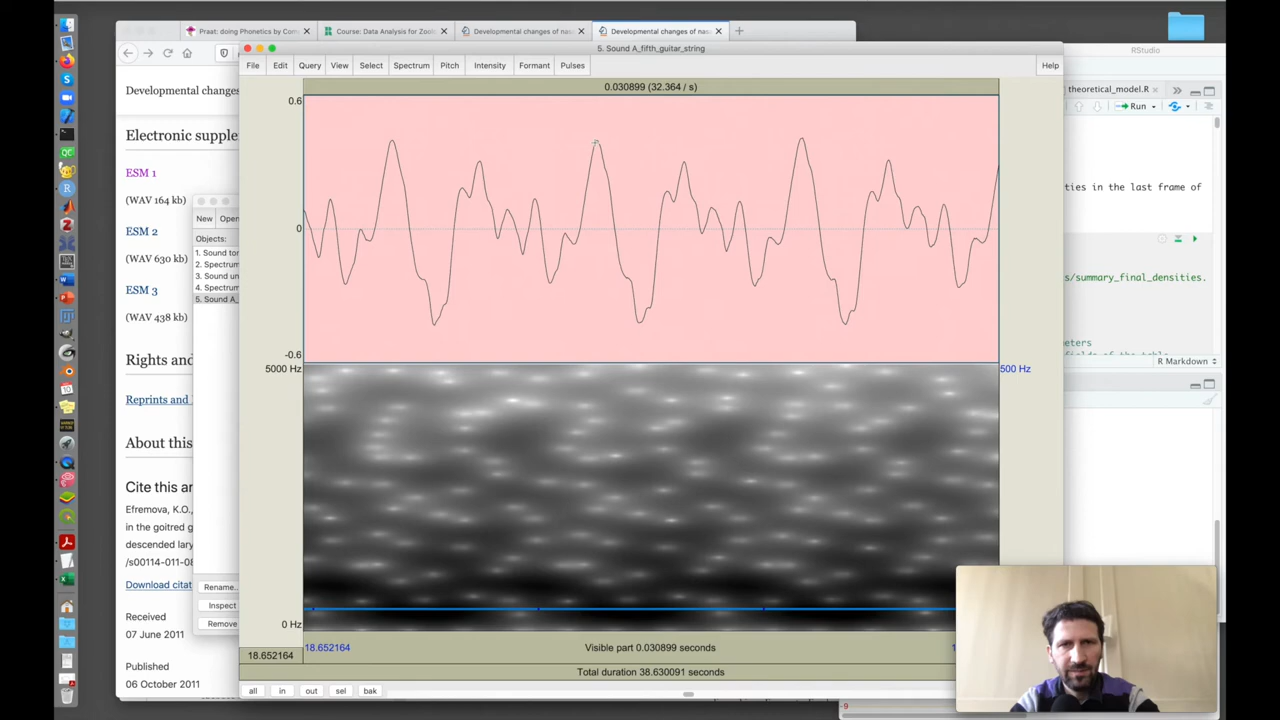 Praat: doing Phonetics by Com
Course: Data Analysis for Zool
Developmental changes of nas
Developmental changes of nas
5. Sound A_fifth_guitar_string
RStudio
File Edit Query View Select Spectrum Pitch Intensity Formant Pulses Help
0.030899 (32.364 / s)
theoretical_model.R
Run
Developmental changes
0.6
Electronic supple
ESM 1
(WAV 164 kb)
ties in the last frame of
New Open
ESM 2
Objects:
1. Sound tor
2. Spectrum
3. Sound un
4. Spectrum
5. Sound A_
0
(WAV 630 kb)
s/summary_final_densities.
ESM 3
(WAV 438 kb)
Rights and
meters
-0.6
R Markdown
5000 Hz
500 Hz
Reprints and
About this
Cite this ar
Efremova, K.O.,
in the goitred g
descended lary
/s00114-011-08
Download citat
Rename..
Inspect
Remove
Received
07 June 2011
Published
06 October 2011
0 Hz
18.652164
18.652164
Visible part 0.030899 seconds
Total duration 38.630091 seconds
all in out sel bak
-9